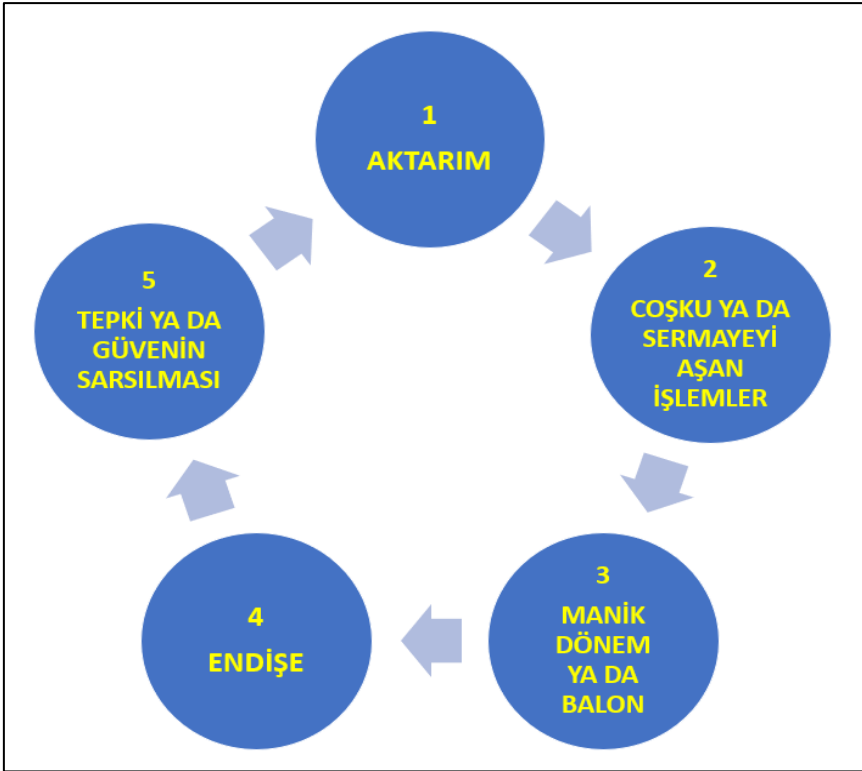 1
AKTARIM
2
COŞKU YA DA
SERMAYEYİ
AŞAN
İŞLEMLER
3
MANİK
DÖNEM
YA DA
BALON
4
ENDİŞE
5
TEPKİ YA DA
GÜVENİN
SARSILMASI